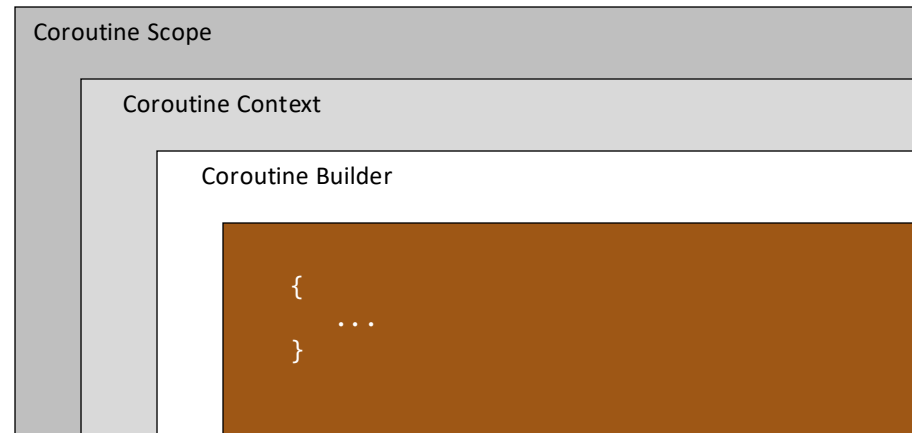 Coroutine Scope
Coroutine Context
Coroutine Builder
{
...
}